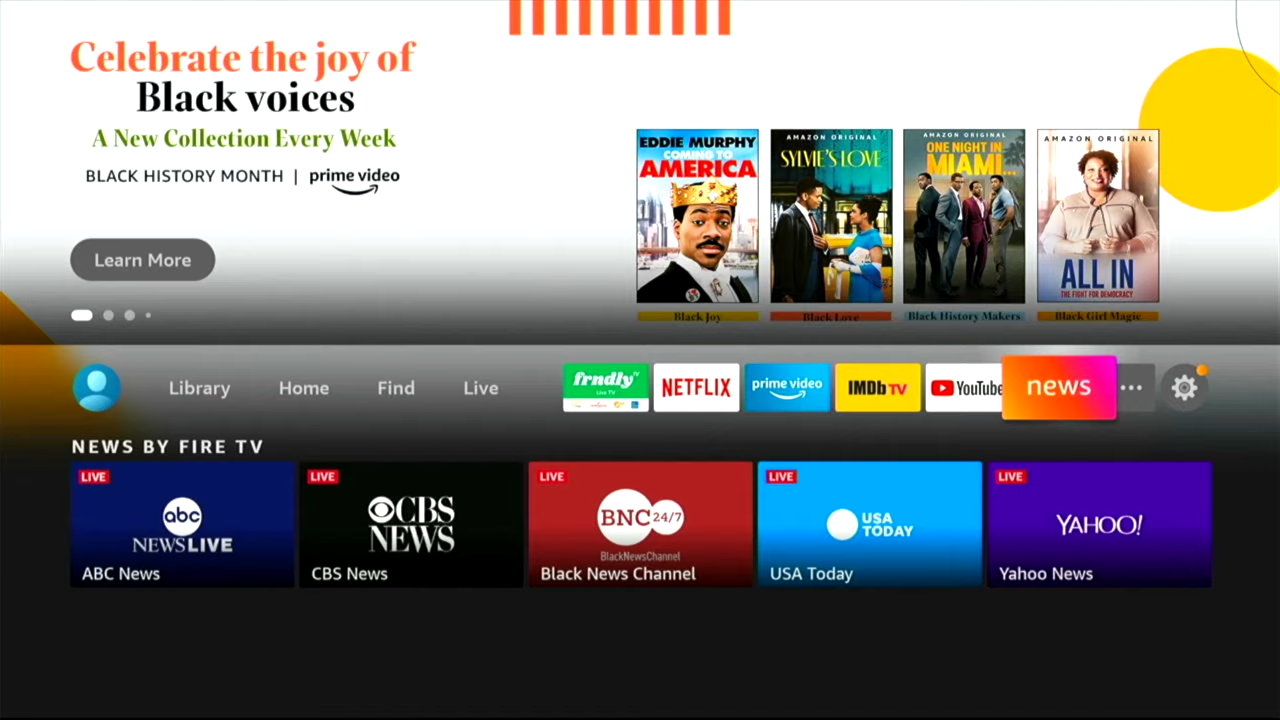 Celebrate the joy of
Black voices
A New Collection Every Week
BLACK HISTORY MONTH | prime video
Learn More
EDDIE MURPHY
COMING TO
AMERICA
AMAZON ORIGINAL
SYLVIE'S LOVE
AMAZON ORIGINAL
ONE NIGHT IN
MIAMI...
AMAZON ORIGINAL
ALL IN
THE FIGHT FOR DEMOCRACY
Black Joy
Black Love
Black History Makers
Black Girl Magic
Library
Home
Find
Live
frndly TV
Live TV
NETFLIX
prime video
IMDb TV
YouTube
news
NEWS BY FIRE TV
LIVE
abc
NEWSLIVE
ABC News
LIVE
CBS
NEWS
CBS News
LIVE
BNC 24/7
BlackNewsChannel
Black News Channel
LIVE
USA
TODAY
USA Today
LIVE
YAHOO!
Yahoo News